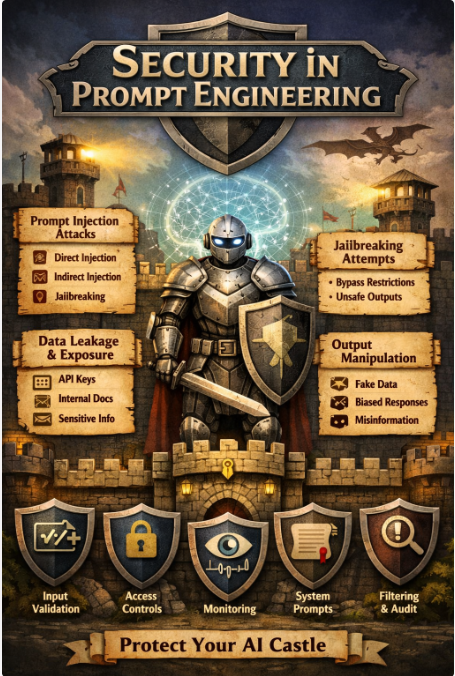 SECURITY IN
PROMPT ENGINEERING
Prompt Injection
Attacks
Direct Injection
Indirect Injection
Jailbreaking
Jailbreaking
Attempts
• Bypass Restrictions
• Unsafe Outputs
Data Leakage
& Exposure
API Keys
Internal Docs
Sensitive Info
Output
Manipulation
Fake Data
Biased Responses
Misinformation
Input
Validation
Access
Controls
Monitoring
System
Prompts
Filtering
& Audit
Protect Your AI Castle